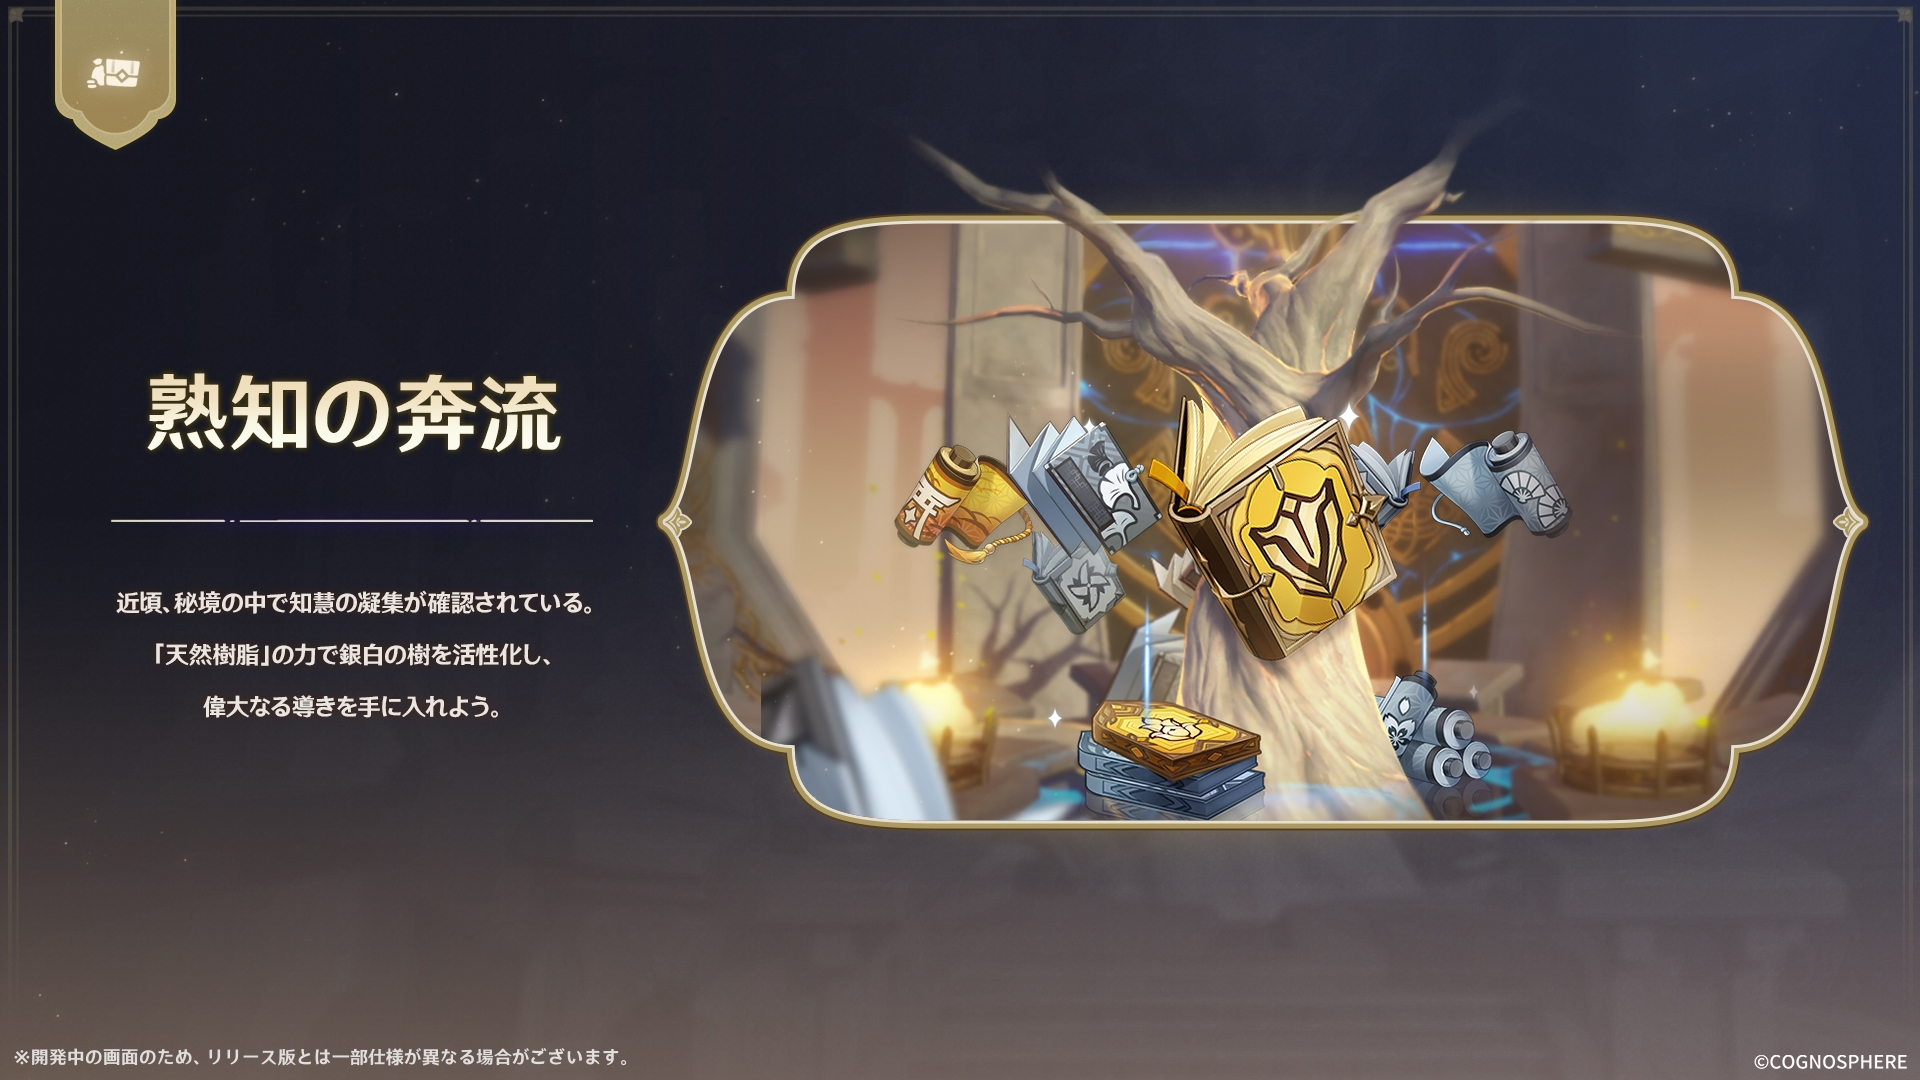 熟知の奔流
近頃、秘境の中で知慧の凝集が確認されている。
「天然樹脂」の力で銀白の樹を活性化し、
偉大なる導きを手に入れよう。
※開発中の画面のため、リリース版とは一部仕様が異なる場合がございます。
©COGNOSPHERE